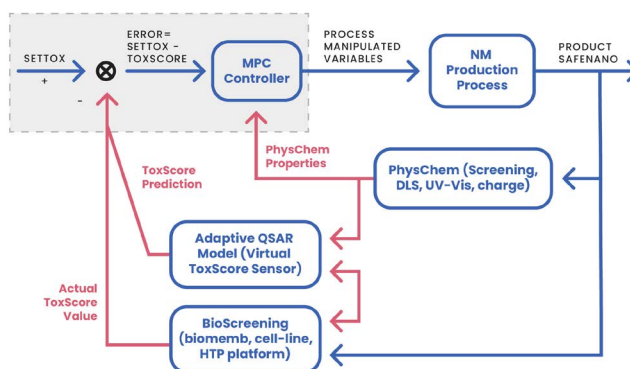 SETTOX
+
-
ERROR=
SETTOX -
TOXSCORE
MPC
Controller
PROCESS
MANIPULATED
VARIABLES
NM
Production
Process
PRODUCT
SAFENANO
PhysChem
Properties
PhysChem (Screening,
DLS, UV-Vis, charge)
ToxScore
Prediction
Adaptive QSAR
Model (Virtual
ToxScore Sensor)
Actual
ToxScore
Value
BioScreening
(biomemb, cell-line,
HTP platform)